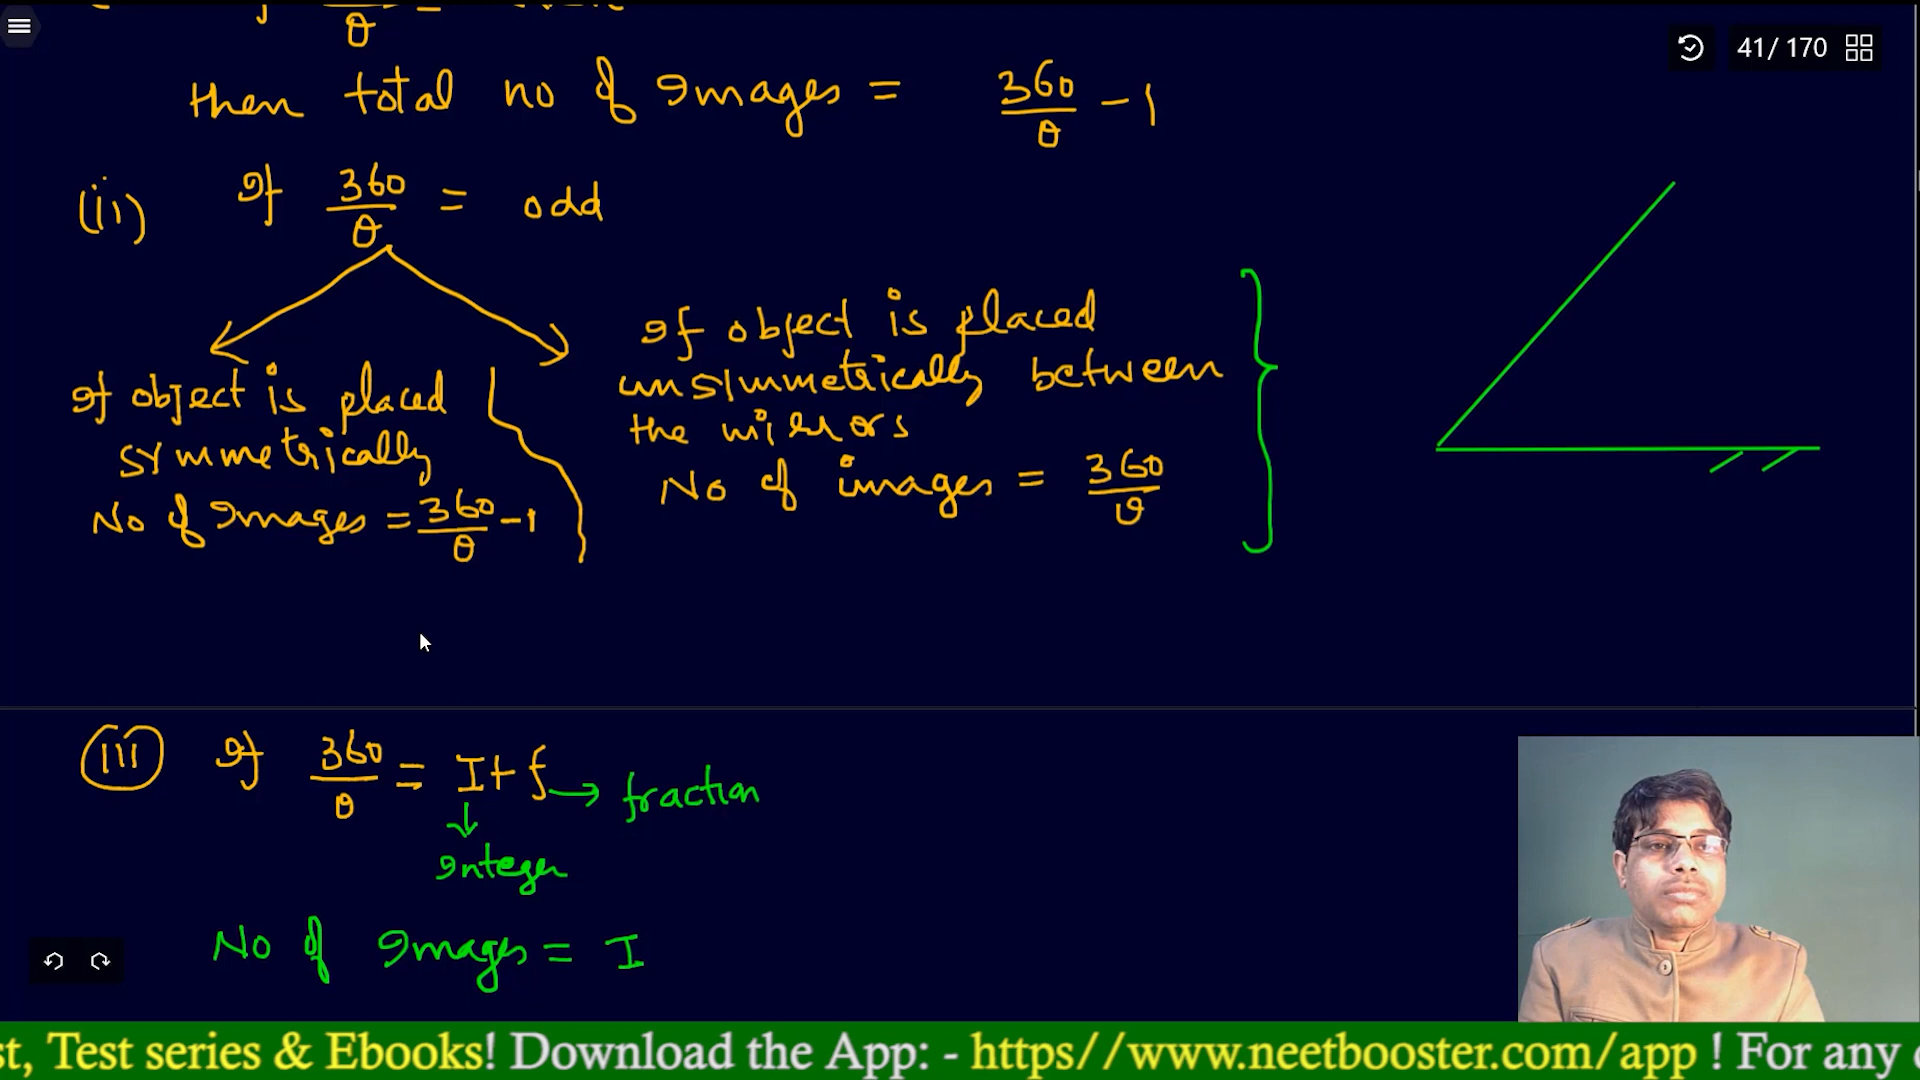 41/ 170
θ =
then total no of Images = 360/θ - 1
(ii) If 360/θ = odd
If object is placed
symmetrically
No of Images = 360/θ - 1
If object is placed
unsymmetrically between
the mirrors
No of images = 360/θ
(III) If 360/θ = I + f → fraction
Integer
No of Images = I
st, Test series & Ebooks! Download the App: - https//www.neetbooster.com/app ! For any